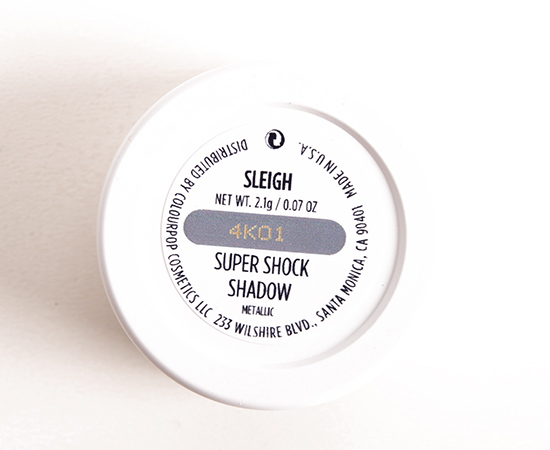 SLEIGH
NET WT. 2.1g / 0.07 OZ
4K01
SUPER SHOCK
SHADOW
METALLIC
DISTRIBUTED BY COLOURPOP COSMETICS LLC 233 WILSHIRE BLVD., SANTA MONICA, CA 90401 MADE IN U.S.A.